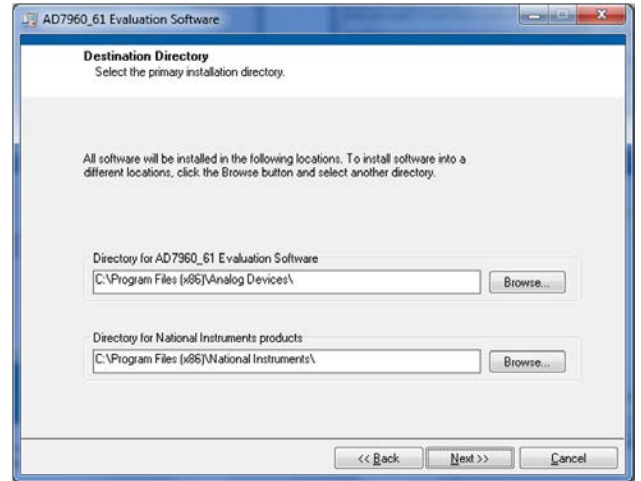 AD7960_61 Evaluation Software
Destination Directory
Select the primary installation directory.
All software will be installed in the following locations. To install software into a
different locations, click the Browse button and select another directory.
Directory for AD7960_61 Evaluation Software
C:\Program Files (x86)\Analog Devices\
Browse...
Directory for National Instruments products
C:\Program Files (x86)\National Instruments\
Browse...
<< Back
Next >>
Cancel